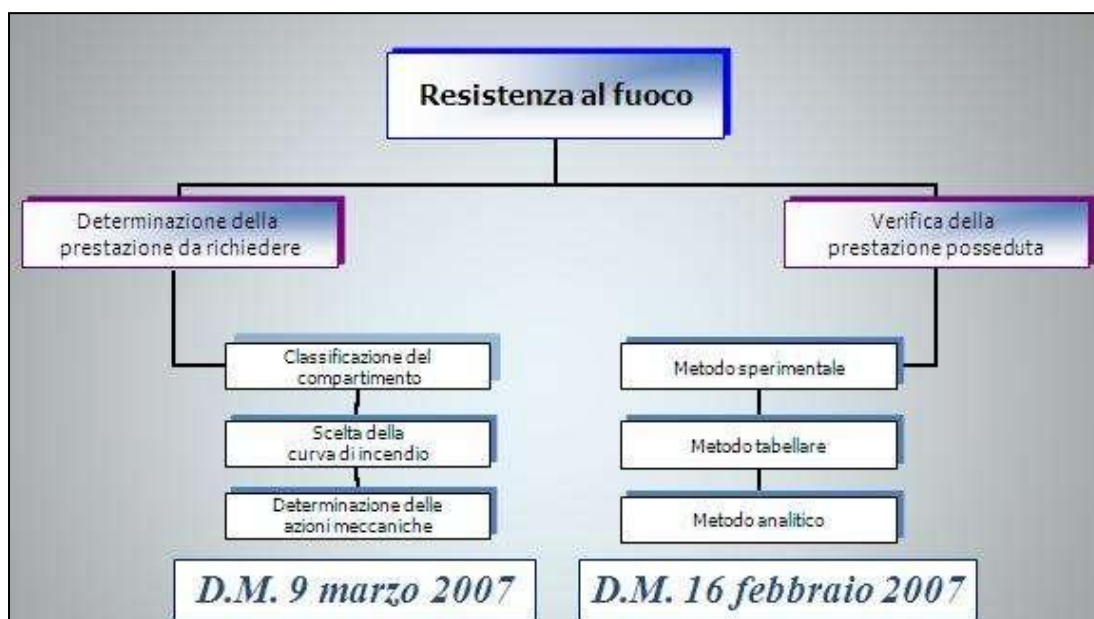 Resistenza al fuoco
Determinazione della
prestazione da richiedere
Verifica della
prestazione posseduta
Classificazione del
compartimento
Scelta della
curva di incendio
Determinazione delle
azioni meccaniche
Metodo sperimentale
Metodo tabellare
Metodo analitico
D.M. 9 marzo 2007
D.M. 16 febbraio 2007